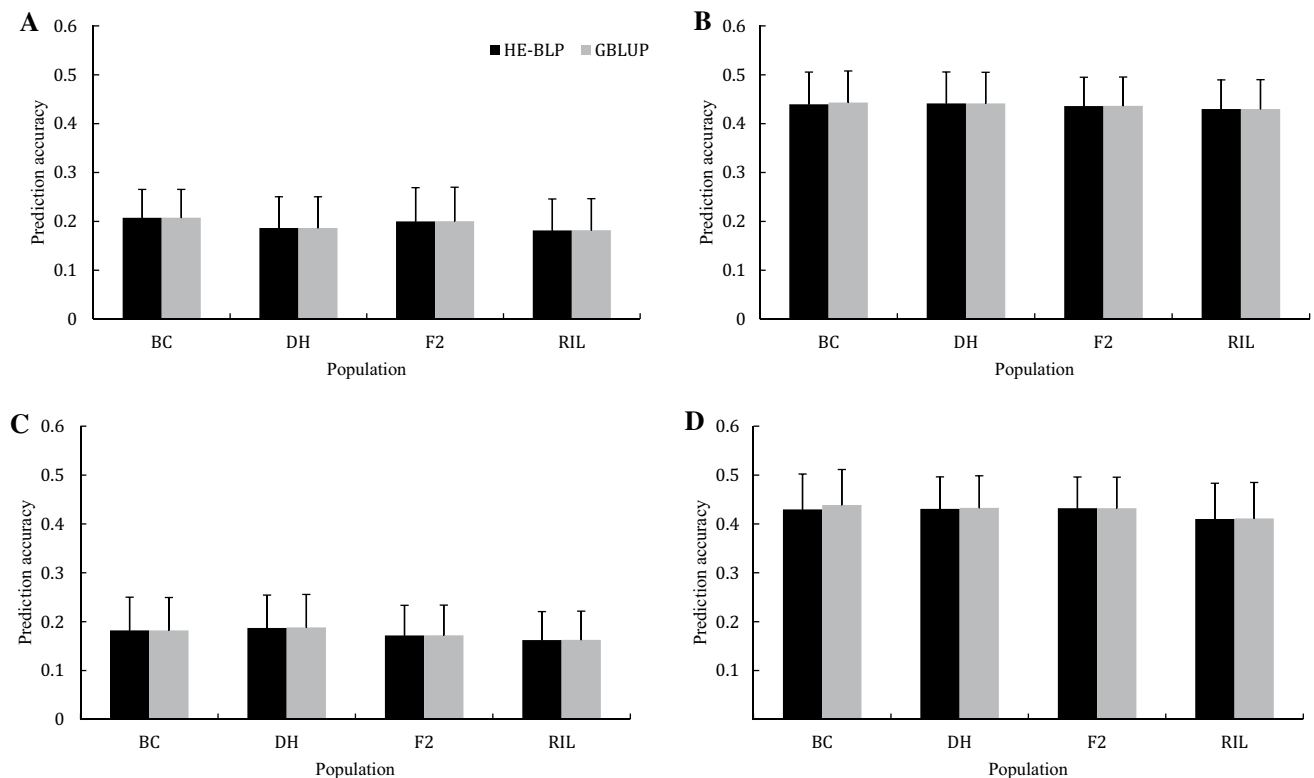 A
0.6
0.5
0.4
0.3
0.2
0.1
0
Prediction accuracy
HE-BLP GBLUP
BC DH F2 RIL
Population
B
0.6
0.5
0.4
0.3
0.2
0.1
0
Prediction accuracy
BC DH F2 RIL
Population
C
0.6
0.5
0.4
0.3
0.2
0.1
0
Prediction accuracy
BC DH F2 RIL
Population
D
0.6
0.5
0.4
0.3
0.2
0.1
Prediction accuracy
BC DH F2 RIL
Population